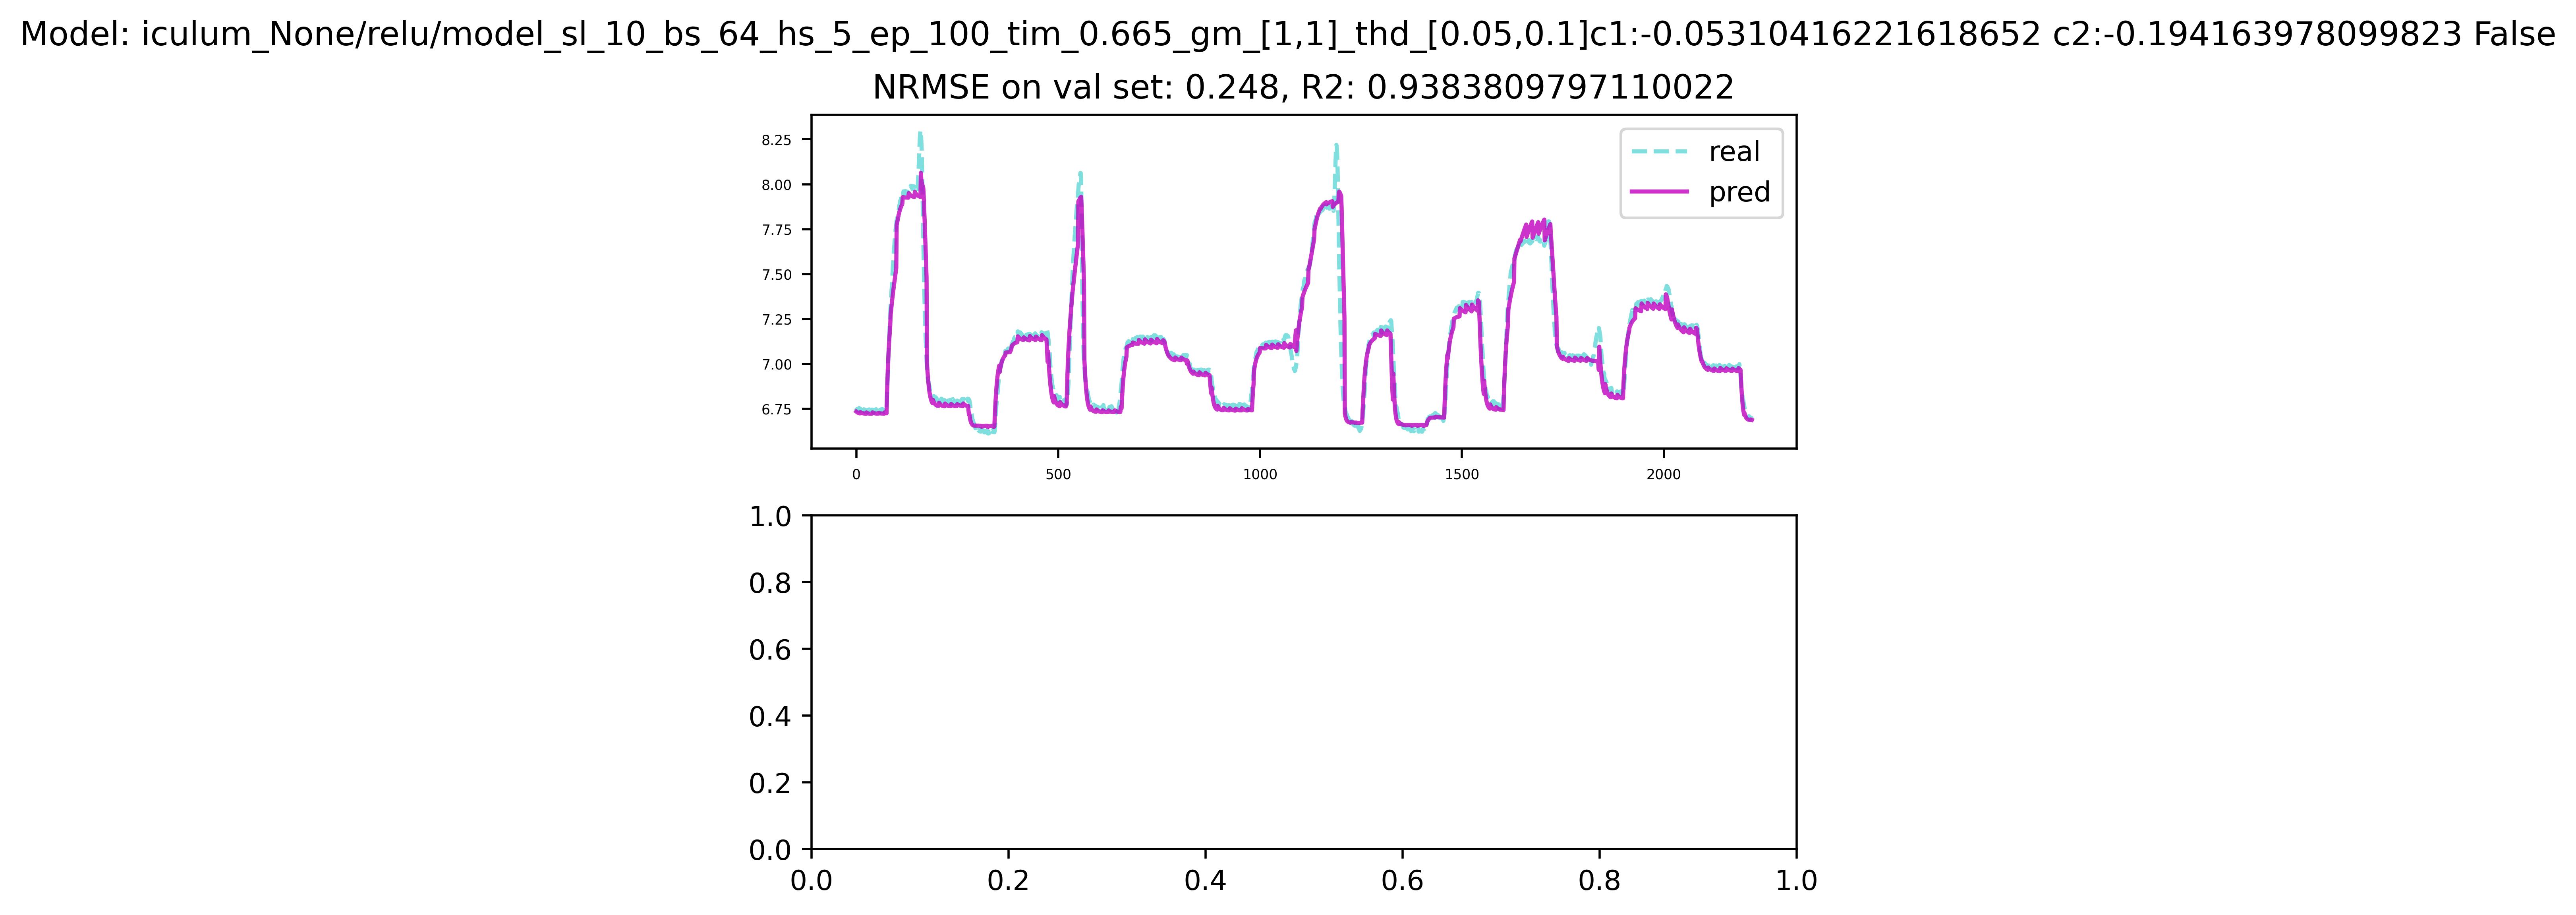 Model: iculum_None/relu/model_sl_10_bs_64_hs_5_ep_100_tim_0.665_gm_[1,1]_thd_[0.05,0.1]c1:-0.05310416221618652 c2:-0.194163978099823 False
NRMSE on val set: 0.248, R2: 0.9383809797110022
8.25
8.00
7.75
7.50
7.25
7.00
6.75
real
pred
0 500 1000 1500 2000
1.0
0.8
0.6
0.4
0.2
0.0
0.0 0.2 0.4 0.6 0.8 1.0